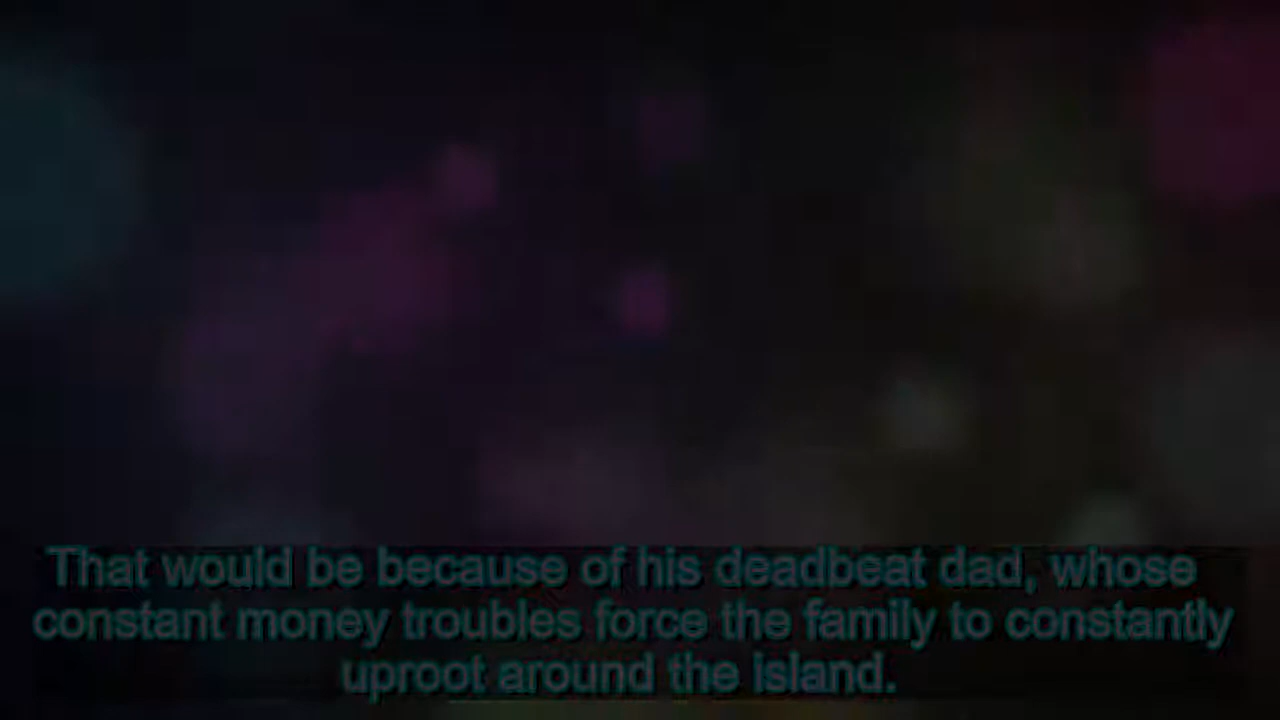 That would be because of his deadbeat dad, whose
constant money troubles force the family to constantly
uproot around the island.